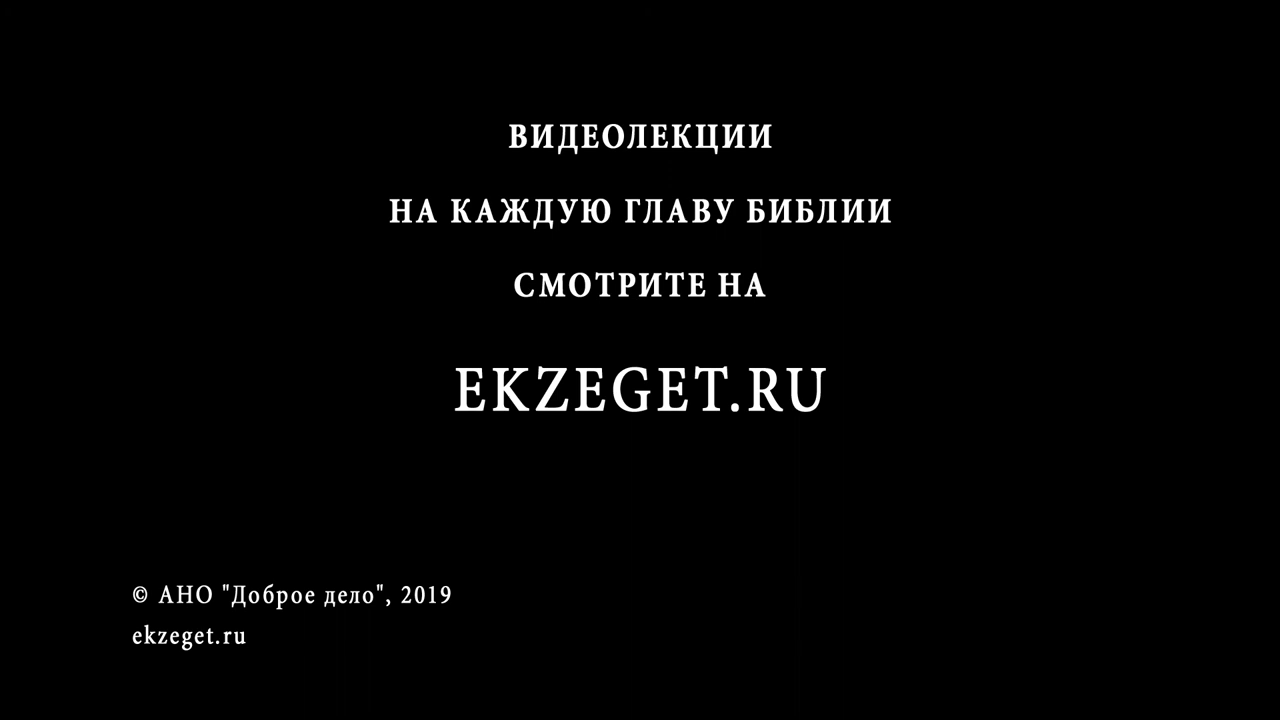 ВИДЕОЛЕКЦИИ
НА КАЖДУЮ ГЛАВУ БИБЛИИ
СМОТРИТЕ НА
EKZEGET.RU
© АНО "Доброе дело", 2019
ekzeget.ru